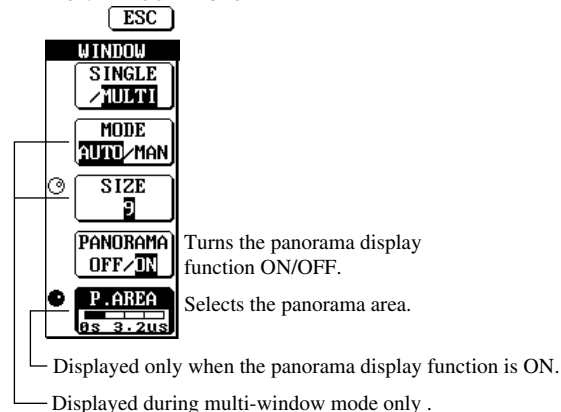 ESC
WINDOW
SINGLE
/MULTI
MODE
AUTO/MAN
SIZE
9
PANORAMA
OFF/ON
Turns the panorama display
function ON/OFF.
P.AREA
0s 3.2us
Selects the panorama area.
Displayed only when the panorama display function is ON.
Displayed during multi-window mode only .